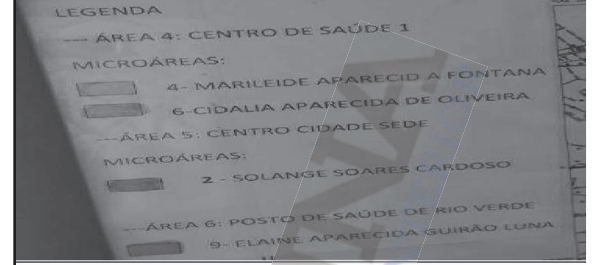 LEGENDA
---- ÁREA 4: CENTRO DE SAÚDE 1
MICROÁREAS:
4- MARILEIDE APARECID A FONTANA
6-CIDALIA APARECIDA DE OLIVEIRA
---ÁREA 5: CENTRO CIDADE SEDE
MICROÁREAS:
2 - SOLANGE SOARES CARDOSO
---ÁREA 6: POSTO DE SAÚDE DE RIO VERDE
9- ELAINE APARECIDA GUIRÃO LUNA